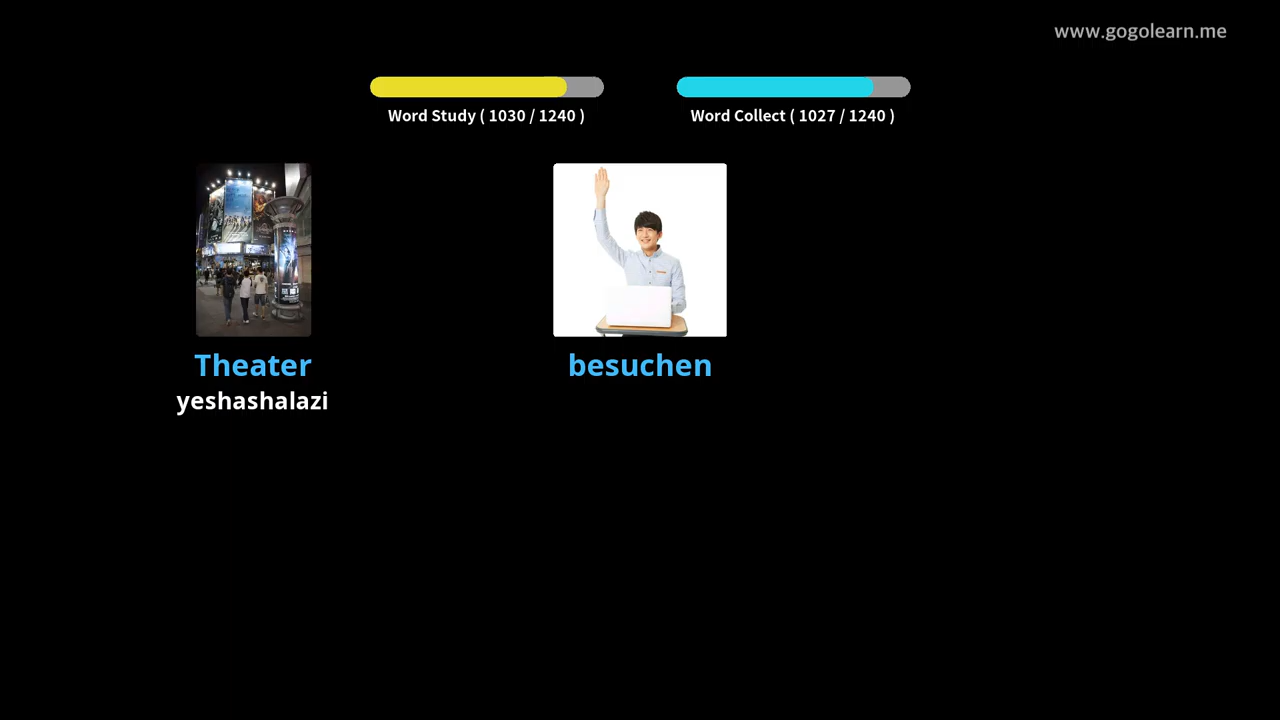 www.gogolearn.me
Word Study ( 1030 / 1240 )
Word Collect ( 1027 / 1240 )
Theater
besuchen
yeshashalazi